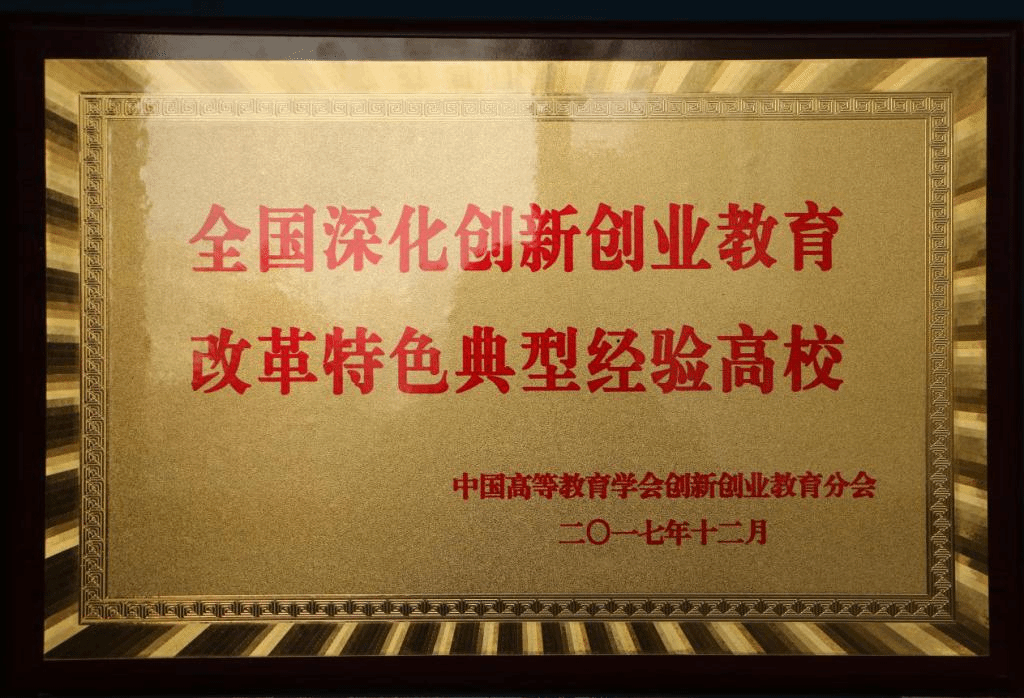 全国深化创新创业教育
改革特色典型经验高校
中国高等教育学会创新创业教育分会
二〇一七年十二月